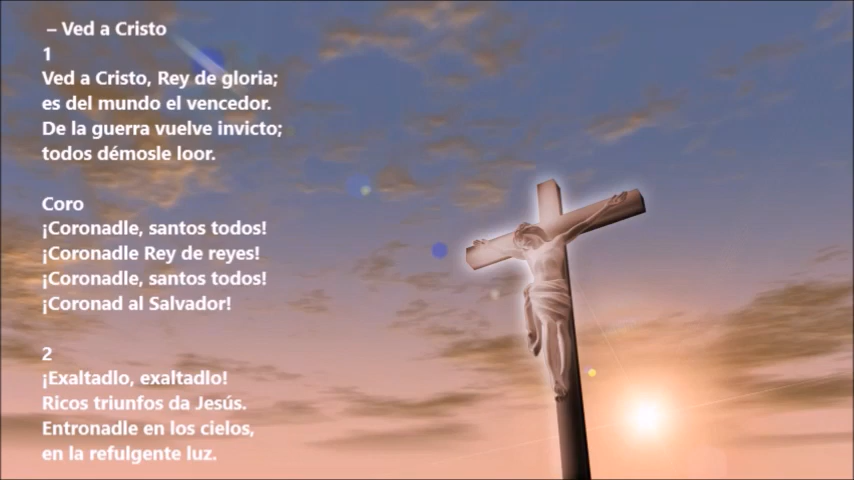 – Ved a Cristo
1
Ved a Cristo, Rey de gloria;
es del mundo el vencedor.
De la guerra vuelve invicto;
todos démosle loor.
Coro
¡Coronadle, santos todos!
¡Coronadle Rey de reyes!
¡Coronadle, santos todos!
¡Coronad al Salvador!
2
¡Exaltadlo, exaltadlo!
Ricos triunfos da Jesús.
Entronadle en los cielos,
en la refulgente luz.